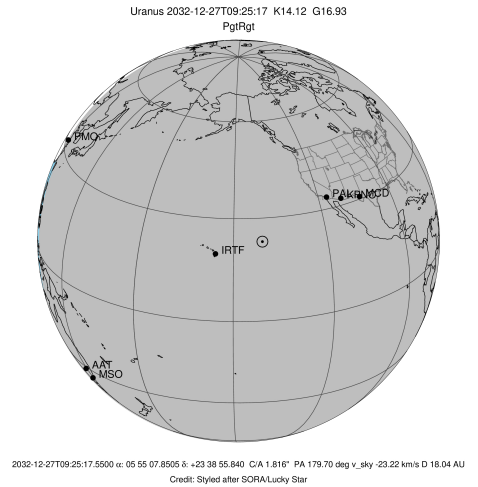 Uranus 2032-12-27T09:25:17 K14.12 G16.93
PgtRgt
PMO
PAL
KPNO
MCD
IRTF
AAT
MSO
2032-12-27T09:25:17.5500 α: 05 55 07.8505 δ: +23 38 55.840 C/A 1.816" PA 179.70 deg v_sky -23.22 km/s D 18.04 AU
Credit: Styled after SORA/Lucky Star